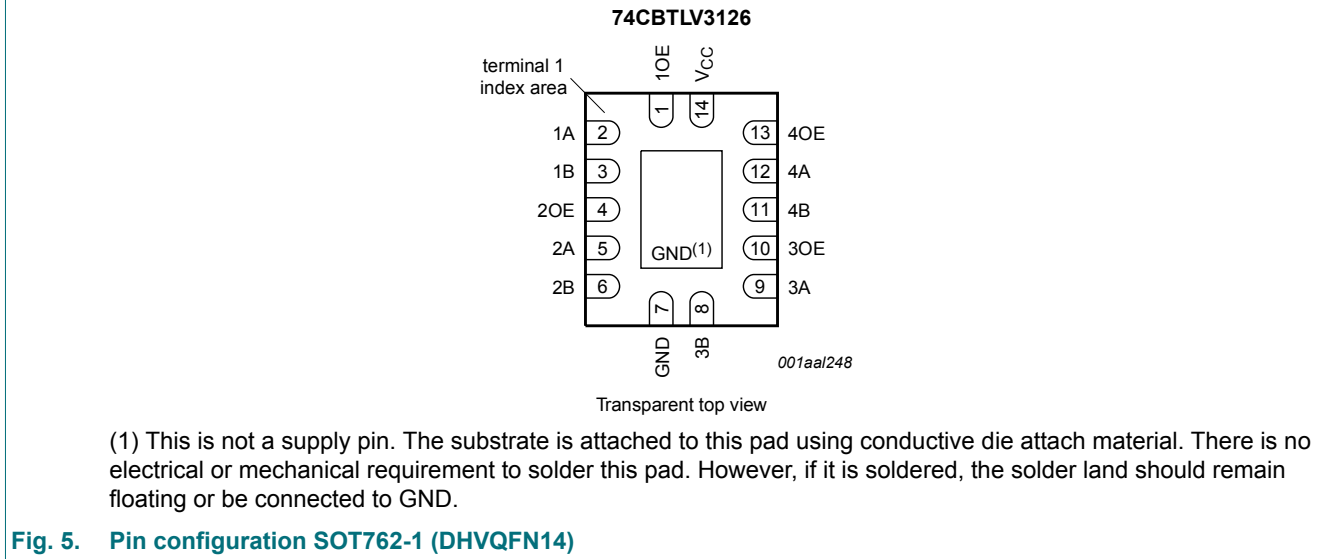 74CBTLV3126
terminal 1
index area
1OE
VCC
1
14
1A 2 13 4OE
1B 3 12 4A
2OE 4 11 4B
2A 5 GND(1) 10 3OE
2B 6 9 3A
7
8
GND
3B
001aal248
Transparent top view
(1) This is not a supply pin. The substrate is attached to this pad using conductive die attach material. There is no
electrical or mechanical requirement to solder this pad. However, if it is soldered, the solder land should remain
floating or be connected to GND.
Fig. 5. Pin configuration SOT762-1 (DHVQFN14)